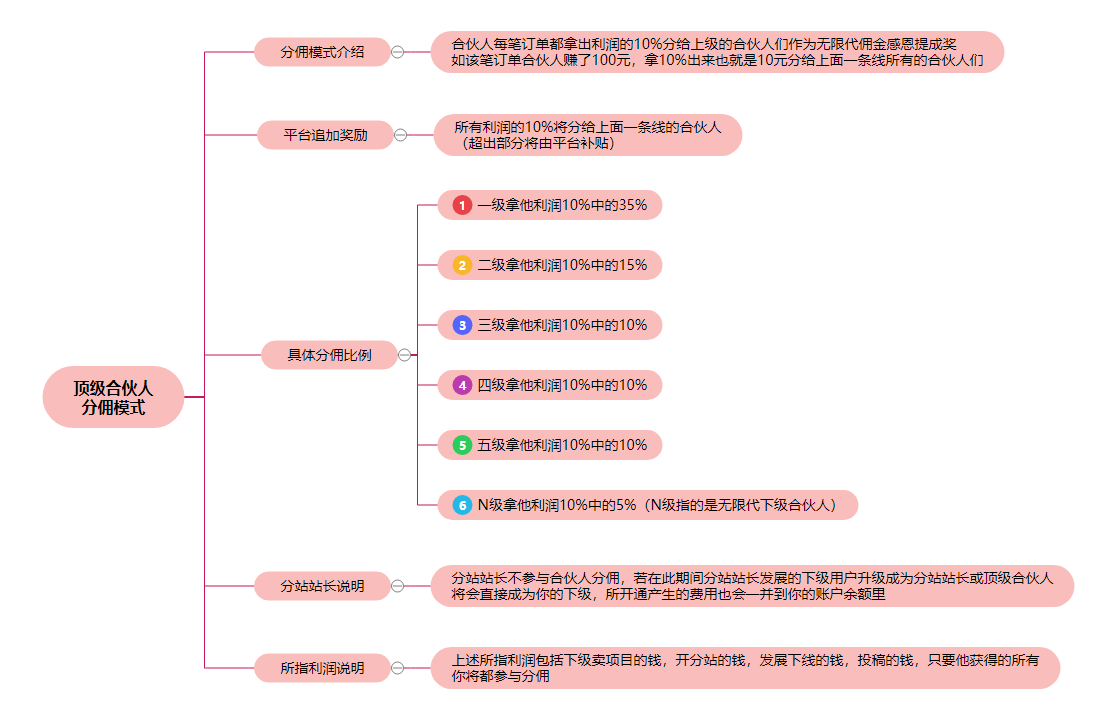 顶级合伙人
分佣模式
分佣模式介绍
合伙人每笔订单都拿出利润的10%分给上级的合伙人们作为无限代佣金感恩提成奖
如该笔订单合伙人赚了100元，拿10%出来也就是10元分给上面一条线所有的合伙人们
平台追加奖励
所有利润的10%将分给上面一条线的合伙人
（超出部分将由平台补贴）
具体分佣比例
1 一级拿他利润10%中的35%
2 二级拿他利润10%中的15%
3 三级拿他利润10%中的10%
4 四级拿他利润10%中的10%
5 五级拿他利润10%中的10%
6 N级拿他利润10%中的5%（N级指的是无限代下级合伙人）
分站站长说明
分站站长不参与合伙人分佣，若在此期间分站站长发展的下级用户升级成为分站站长或顶级合伙人
将会直接成为你的下级，所开通产生的费用也会一并到你的账户余额里
所指利润说明
上述所指利润包括下级卖项目的钱，开分站的钱，发展下线的钱，投稿的钱，只要他获得的所有
你将都参与分佣